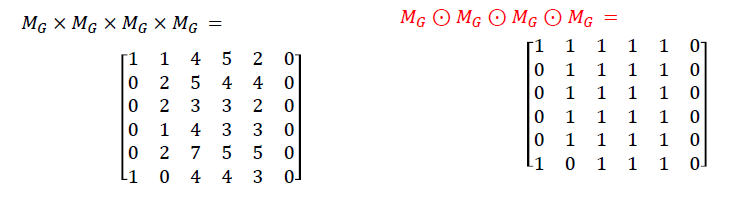 M_G × M_G × M_G × M_G =
1 1 4 5 2 0
0 2 5 4 4 0
0 2 3 3 2 0
0 1 4 3 3 0
0 2 7 5 5 0
1 0 4 4 3 0
M_G ⊙ M_G ⊙ M_G ⊙ M_G =
1 1 1 1 1 0
0 1 1 1 1 0
0 1 1 1 1 0
0 1 1 1 1 0
0 1 1 1 1 0
1 0 1 1 1 0